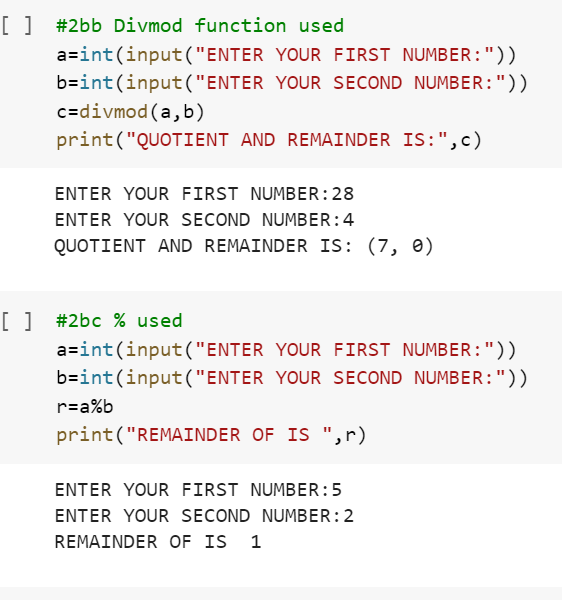 [ ] #2bb Divmod function used
a=int(input("ENTER YOUR FIRST NUMBER:"))
b=int(input("ENTER YOUR SECOND NUMBER:"))
c=divmod(a,b)
print("QUOTIENT AND REMAINDER IS:",c)
ENTER YOUR FIRST NUMBER:28
ENTER YOUR SECOND NUMBER:4
QUOTIENT AND REMAINDER IS: (7, 0)
[ ] #2bc % used
a=int(input("ENTER YOUR FIRST NUMBER:"))
b=int(input("ENTER YOUR SECOND NUMBER:"))
r=a%b
print("REMAINDER OF IS ",r)
ENTER YOUR FIRST NUMBER:5
ENTER YOUR SECOND NUMBER:2
REMAINDER OF IS  1